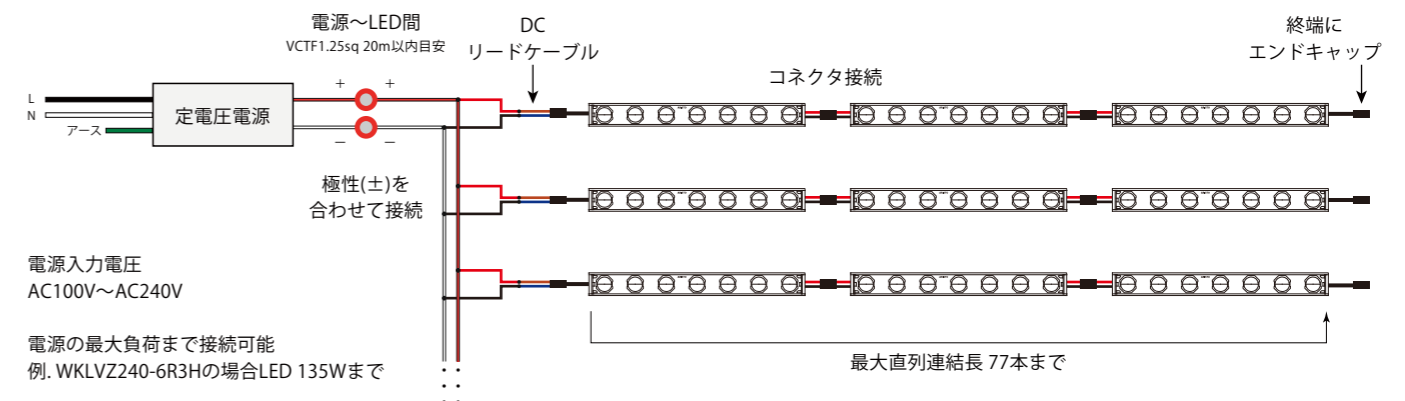 電源～LED間
VCTF1.25sq 20m以内目安
DC
リードケーブル
コネクタ接続
終端に
エンドキャップ
L
N
アース
定電圧電源
＋ ＋
－ －
極性(±)を
合わせて接続
電源入力電圧
AC100V～AC240V
電源の最大負荷まで接続可能
例. WKLVZ240-6R3Hの場合LED 135Wまで
最大直列連結長 77本まで